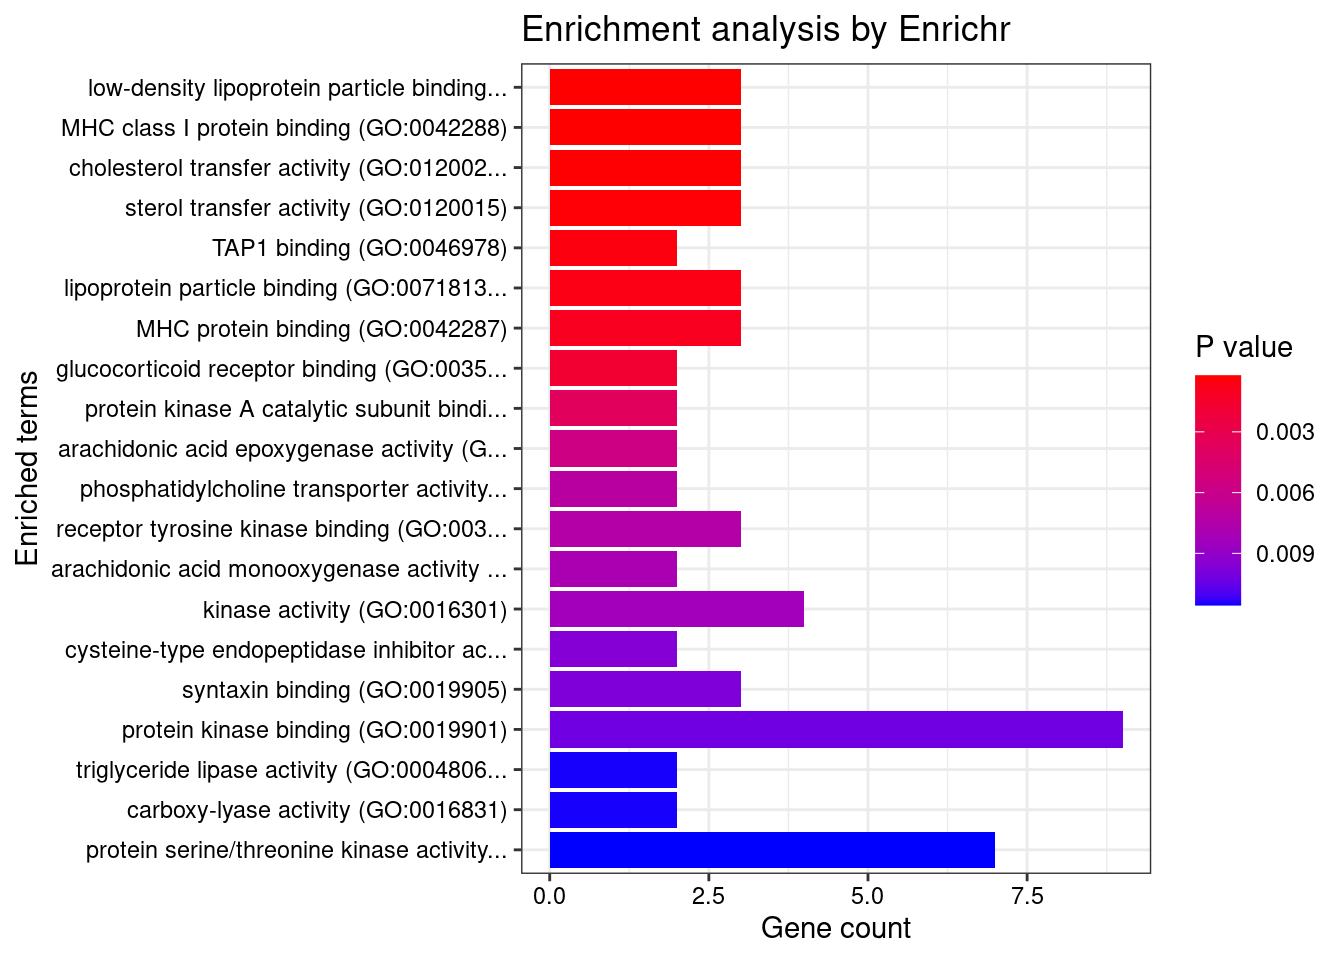 Enrichment analysis by Enrichr
low-density lipoprotein particle binding...
MHC class I protein binding (GO:0042288)
cholesterol transfer activity (GO:012002...
sterol transfer activity (GO:0120015)
TAP1 binding (GO:0046978)
lipoprotein particle binding (GO:0071813...
MHC protein binding (GO:0042287)
glucocorticoid receptor binding (GO:0035...
protein kinase A catalytic subunit bindi...
arachidonic acid epoxygenase activity (G...
phosphatidylcholine transporter activity...
receptor tyrosine kinase binding (GO:003...
arachidonic acid monooxygenase activity ...
kinase activity (GO:0016301)
cysteine-type endopeptidase inhibitor ac...
syntaxin binding (GO:0019905)
protein kinase binding (GO:0019901)
triglyceride lipase activity (GO:0004806...
carboxy-lyase activity (GO:0016831)
protein serine/threonine kinase activity...
Enriched terms
0.0 2.5 5.0 7.5
Gene count
P value
0.003
0.006
0.009